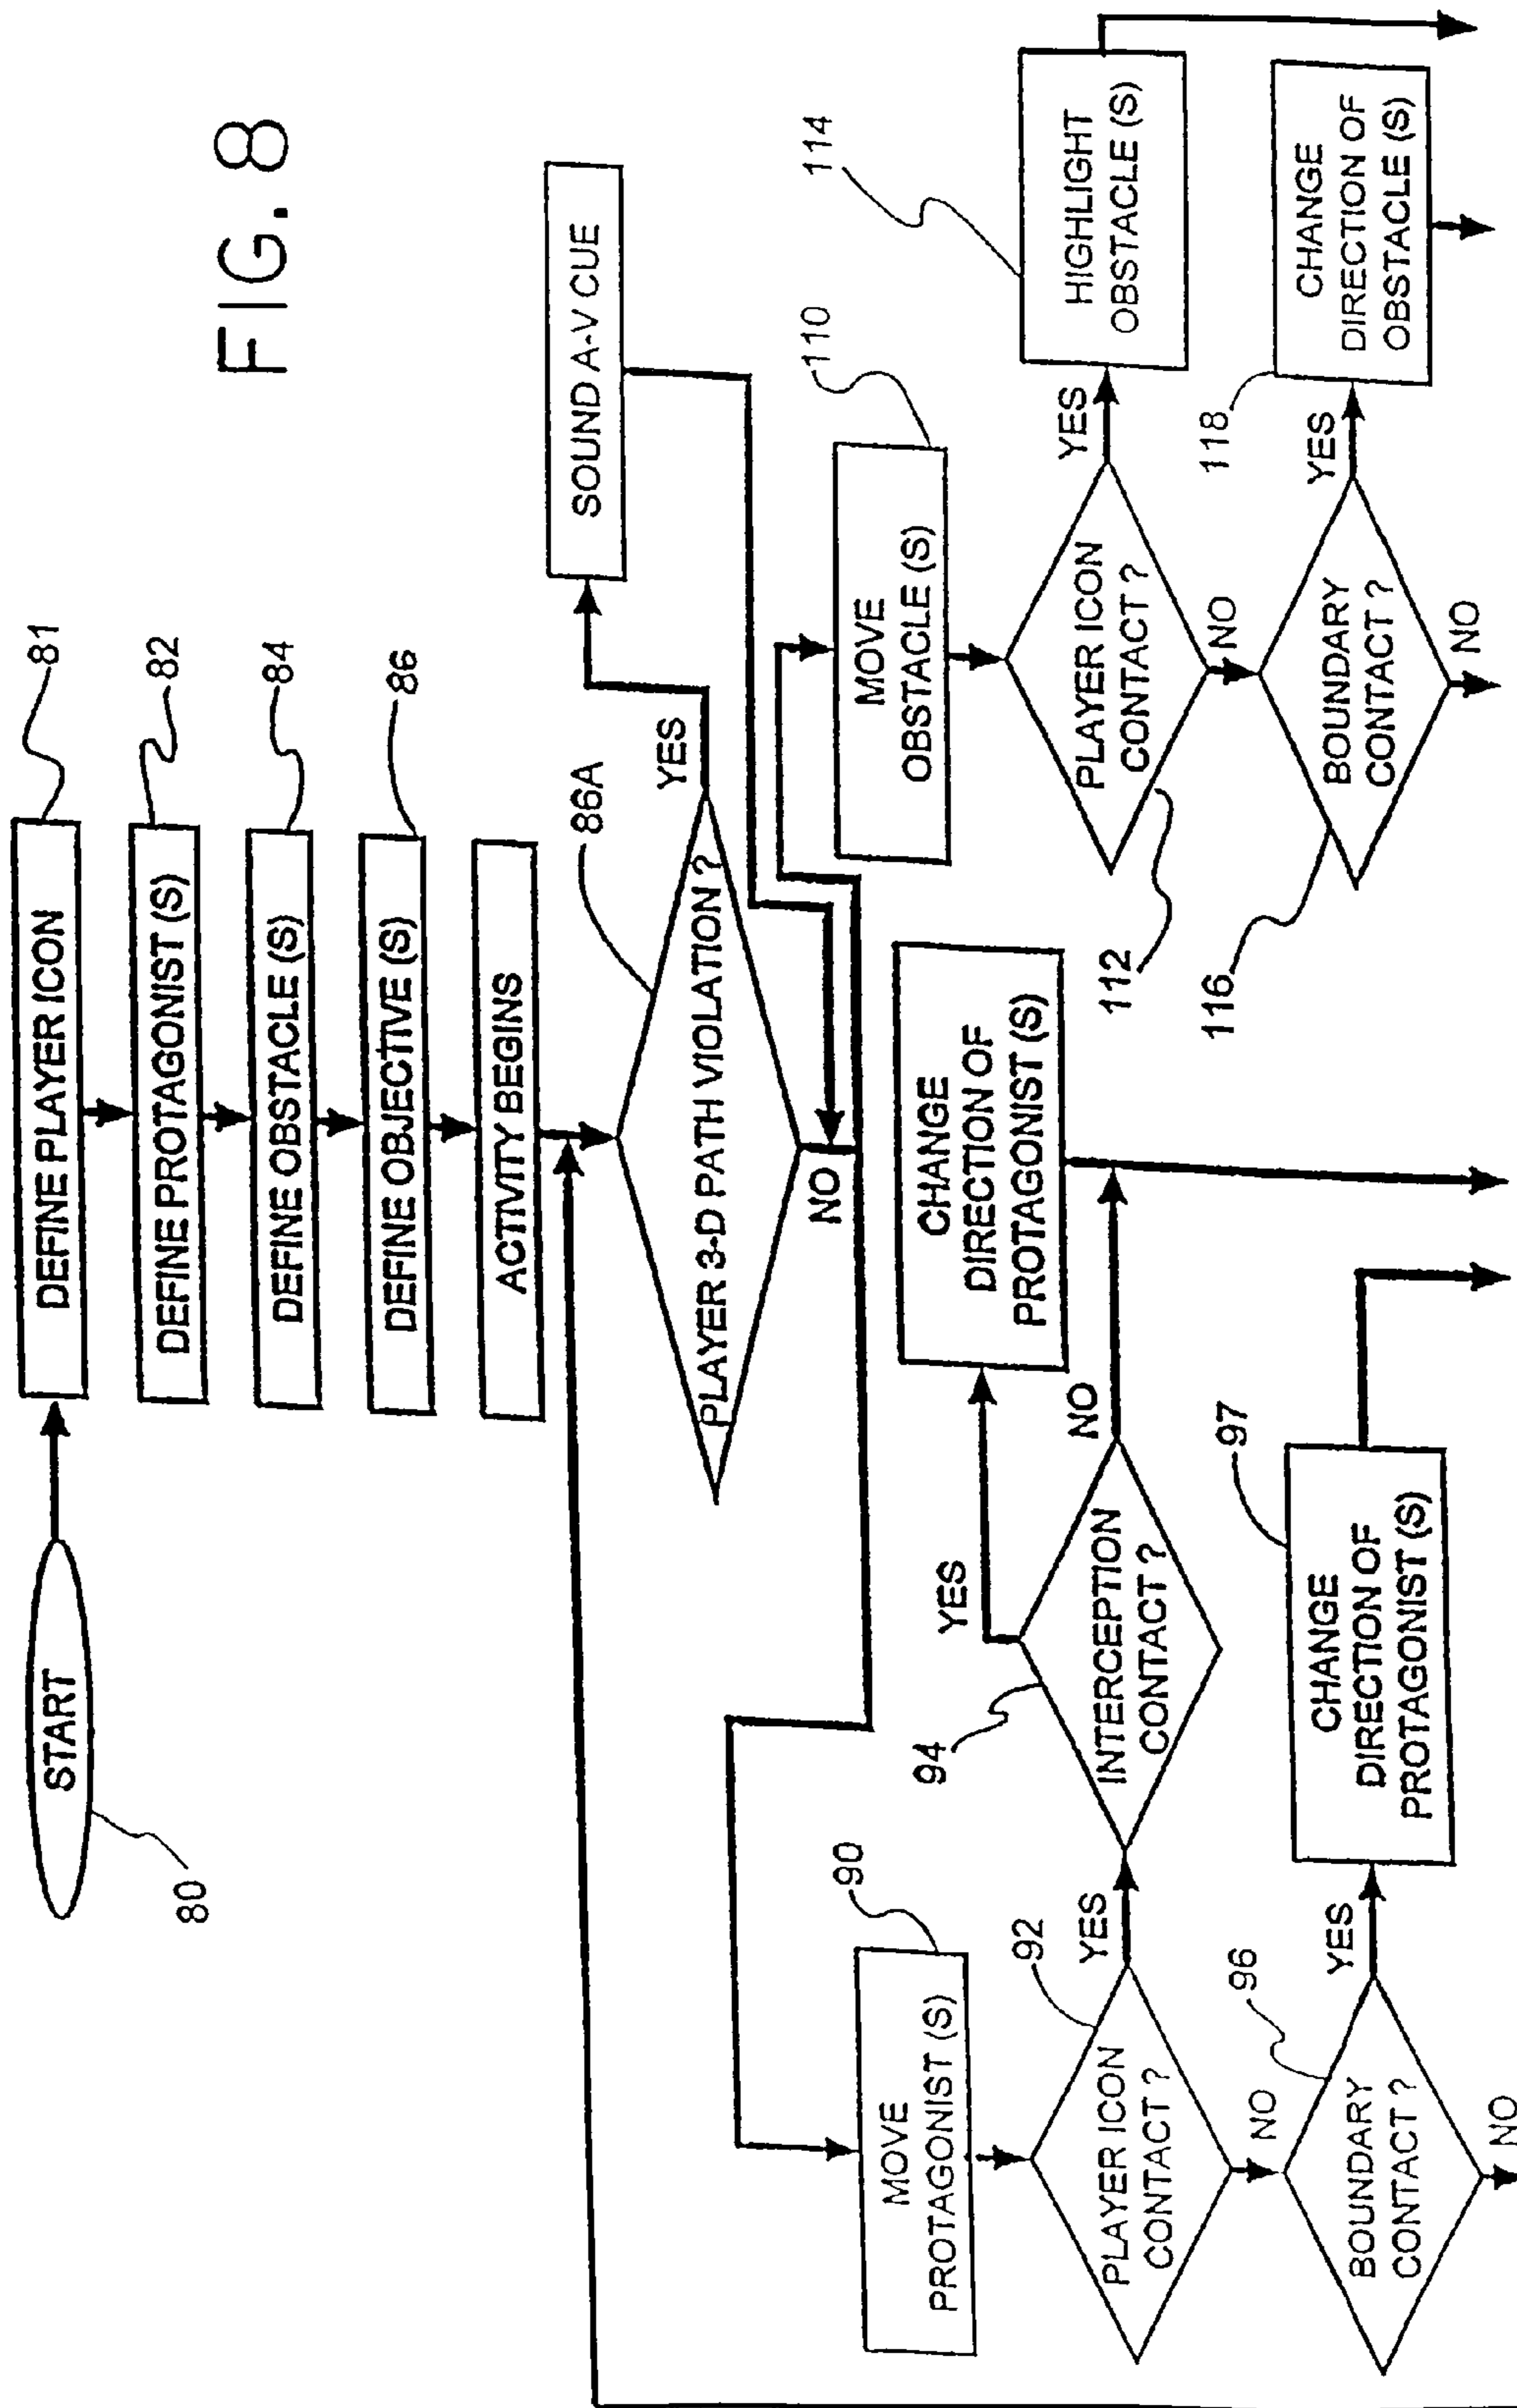 FIG. 8
START
80
DEFINE PLAYER ICON
81
DEFINE PROTAGONIST (S)
82
DEFINE OBSTACLE (S)
84
DEFINE OBJECTIVE (S)
86
ACTIVITY BEGINS
PLAYER 3-D PATH VIOLATION ?
86A
YES
NO
SOUND A-V CUE
MOVE
PROTAGONIST (S)
90
PLAYER ICON
CONTACT ?
92
YES
NO
INTERCEPTION
CONTACT ?
94
YES
NO
CHANGE
DIRECTION OF
PROTAGONIST (S)
BOUNDARY
CONTACT ?
96
YES
NO
CHANGE
DIRECTION OF
PROTAGONIST (S)
97
MOVE
OBSTACLE (S)
110
PLAYER ICON
CONTACT ?
112
YES
NO
HIGHLIGHT
OBSTACLE (S)
114
BOUNDARY
CONTACT ?
116
YES
NO
CHANGE
DIRECTION OF
OBSTACLE (S)
118